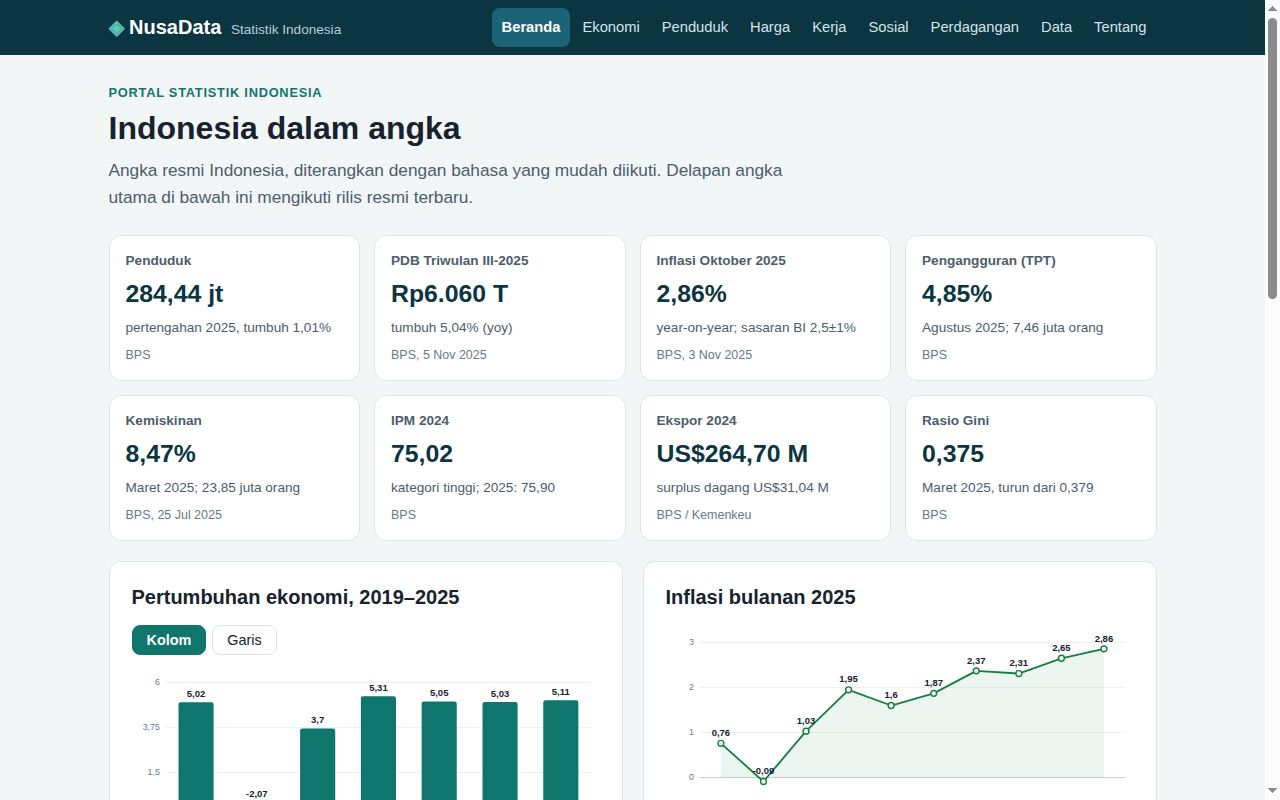 ◈ NusaData Statistik Indonesia
Beranda Ekonomi Penduduk Harga Kerja Sosial Perdagangan Data Tentang
PORTAL STATISTIK INDONESIA
Indonesia dalam angka
Angka resmi Indonesia, diterangkan dengan bahasa yang mudah diikuti. Delapan angka
utama di bawah ini mengikuti rilis resmi terbaru.
Penduduk
284,44 jt
pertengahan 2025, tumbuh 1,01%
BPS
PDB Triwulan III-2025
Rp6.060 T
tumbuh 5,04% (yoy)
BPS, 5 Nov 2025
Inflasi Oktober 2025
2,86%
year-on-year; sasaran BI 2,5±1%
BPS, 3 Nov 2025
Pengangguran (TPT)
4,85%
Agustus 2025; 7,46 juta orang
BPS
Kemiskinan
8,47%
Maret 2025; 23,85 juta orang
BPS, 25 Jul 2025
IPM 2024
75,02
kategori tinggi; 2025: 75,90
BPS
Ekspor 2024
US$264,70 M
surplus dagang US$31,04 M
BPS / Kemenkeu
Rasio Gini
0,375
Maret 2025, turun dari 0,379
BPS
Pertumbuhan ekonomi, 2019–2025
Kolom Garis
6
3,75
1,5
5,02
-2,07
3,7
5,31
5,05
5,03
5,11
Inflasi bulanan 2025
3
2
1
0
0,76
-0,09
1,03
1,95
1,6
1,87
2,37
2,31
2,65
2,86